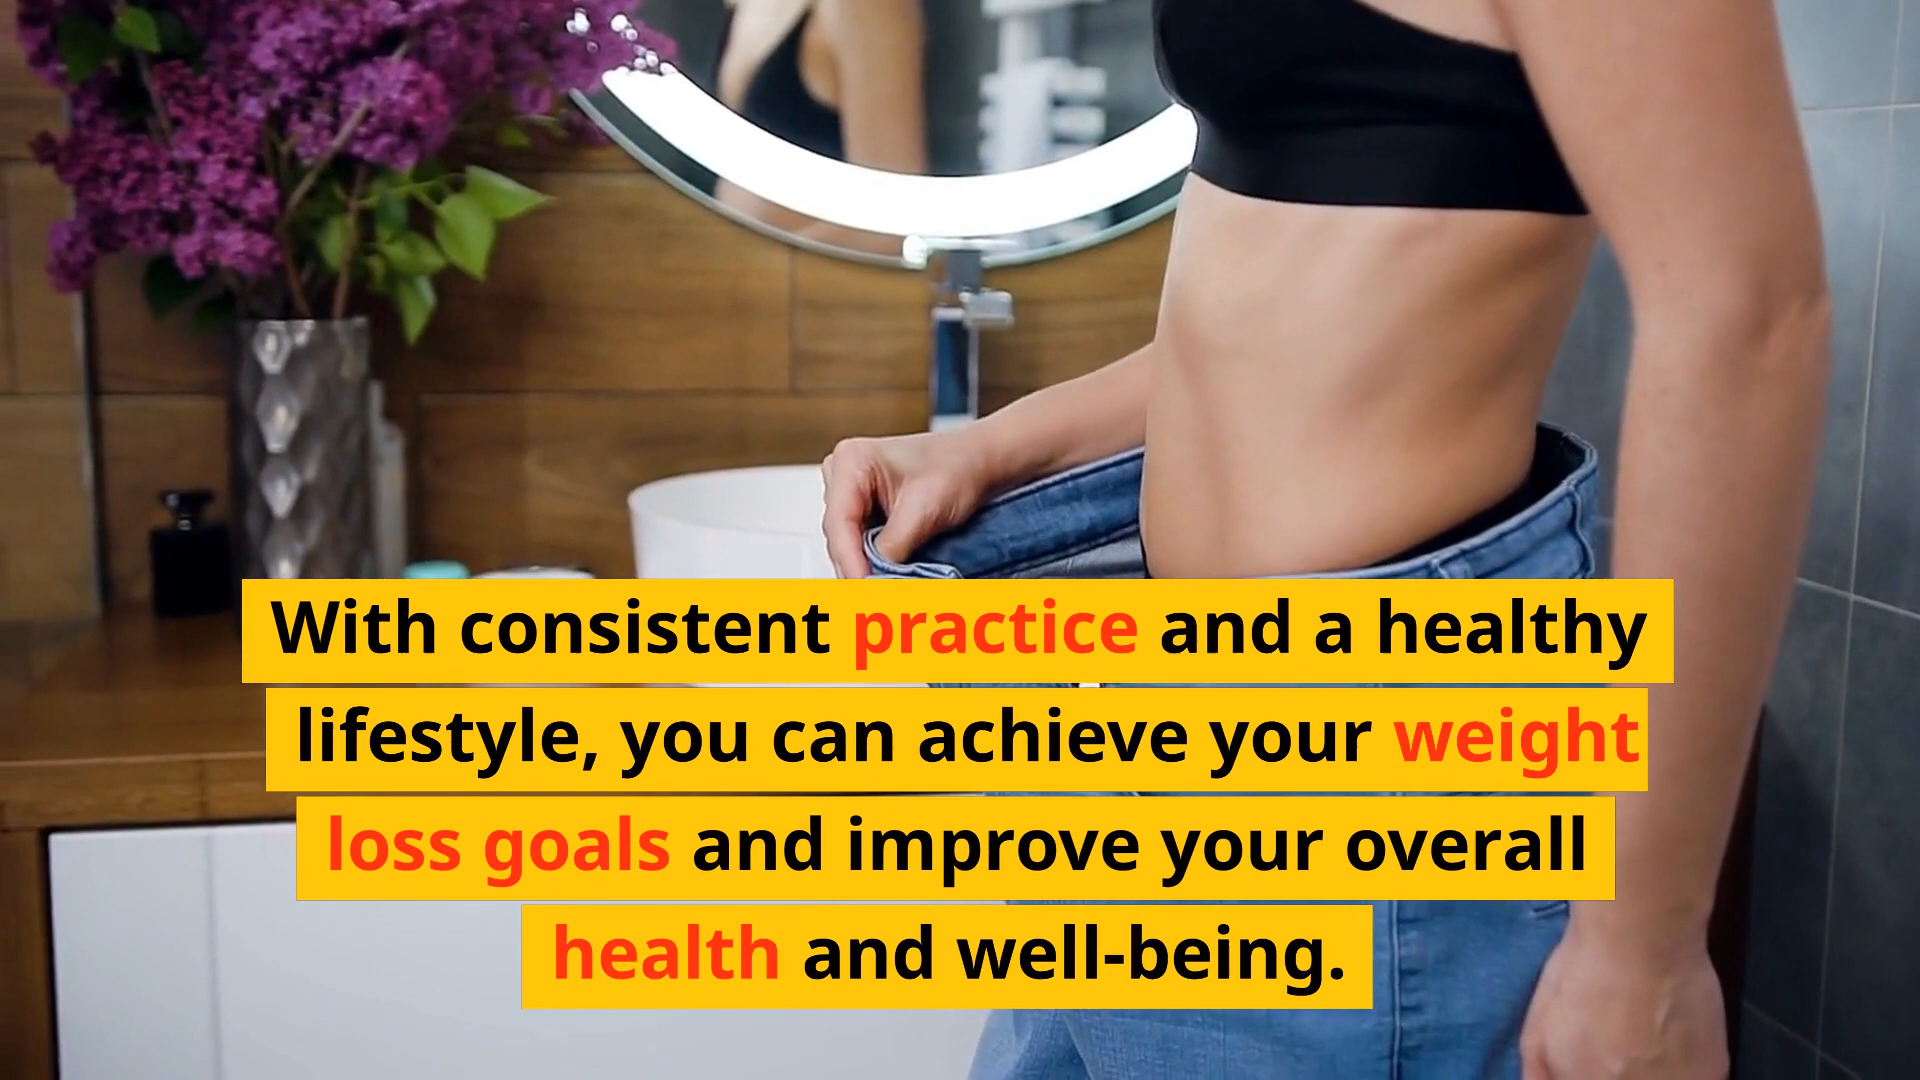 With consistent practice and a healthy
lifestyle, you can achieve your weight
loss goals and improve your overall
health and well-being.